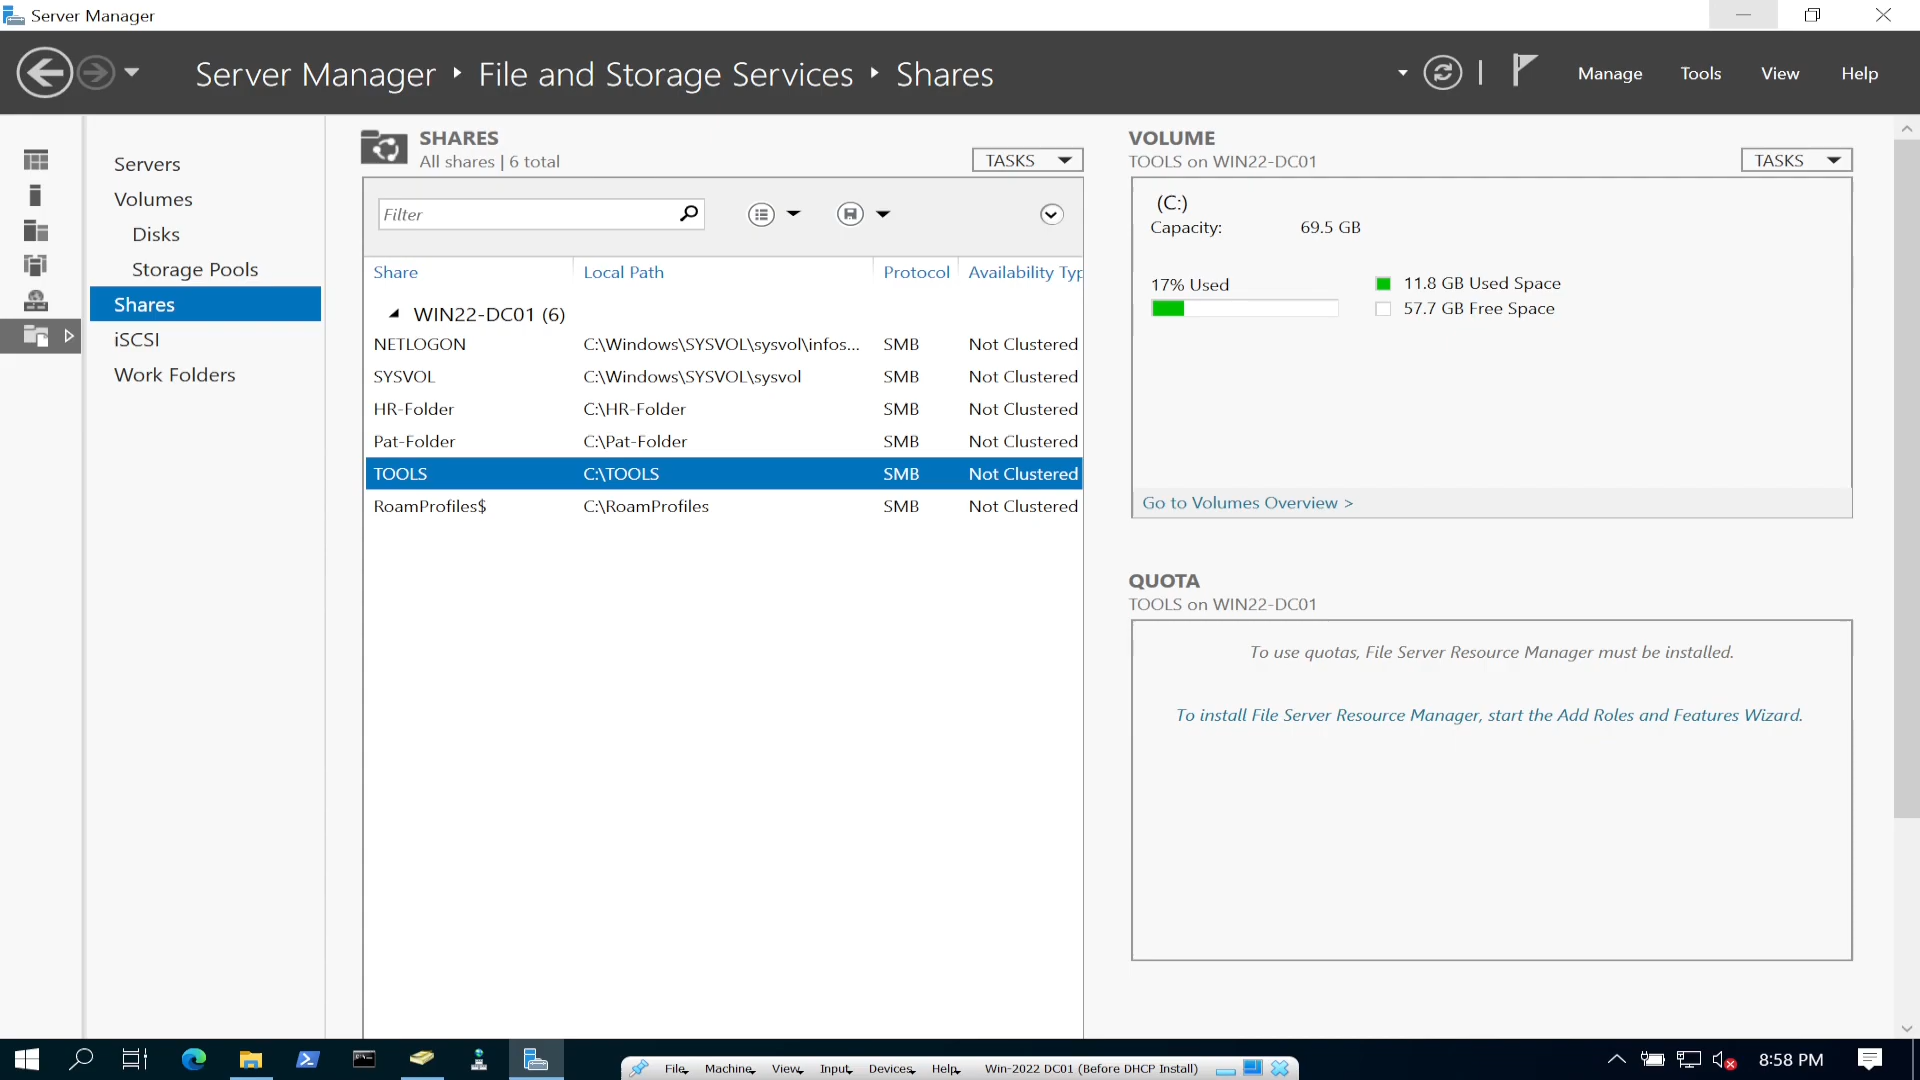 Server Manager
Server Manager ‣ File and Storage Services ‣ Shares
Manage
Tools
View
Help
Servers
Volumes
Disks
Storage Pools
Shares
iSCSI
Work Folders
SHARES
All shares | 6 total
TASKS
Filter
Share Local Path Protocol Availability Typ
WIN22-DC01 (6)
NETLOGON C:\Windows\SYSVOL\sysvol\infos... SMB Not Clustered
SYSVOL C:\Windows\SYSVOL\sysvol SMB Not Clustered
HR-Folder C:\HR-Folder SMB Not Clustered
Pat-Folder C:\Pat-Folder SMB Not Clustered
TOOLS C:\TOOLS SMB Not Clustered
RoamProfiles$ C:\RoamProfiles SMB Not Clustered
VOLUME
TOOLS on WIN22-DC01
TASKS
(C:)
Capacity: 69.5 GB
17% Used
11.8 GB Used Space
57.7 GB Free Space
Go to Volumes Overview >
QUOTA
TOOLS on WIN22-DC01
To use quotas, File Server Resource Manager must be installed.
To install File Server Resource Manager, start the Add Roles and Features Wizard.
File Machine View Input Devices Help Win-2022 DC01 (Before DHCP Install)
8:58 PM